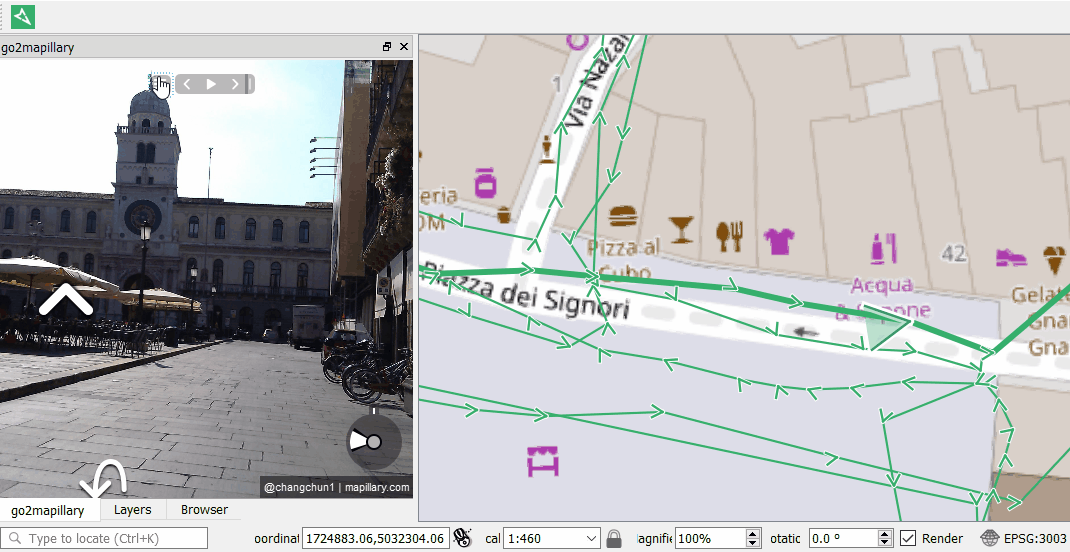 go2mapillary
@changchun1 | mapillary.com
go2mapillary
Layers
Browser
1
Via Nazar
eria
OM
Pizza al
Cubo
42
Acqua
& Sapone
Gelat
Gna
Gna
Piazza dei Signori
Type to locate (Ctrl+K)
oordinat
1724883.06,5032304.06
cal
1:460
agnifie
100%
otatic
0.0 °
Render
EPSG:3003